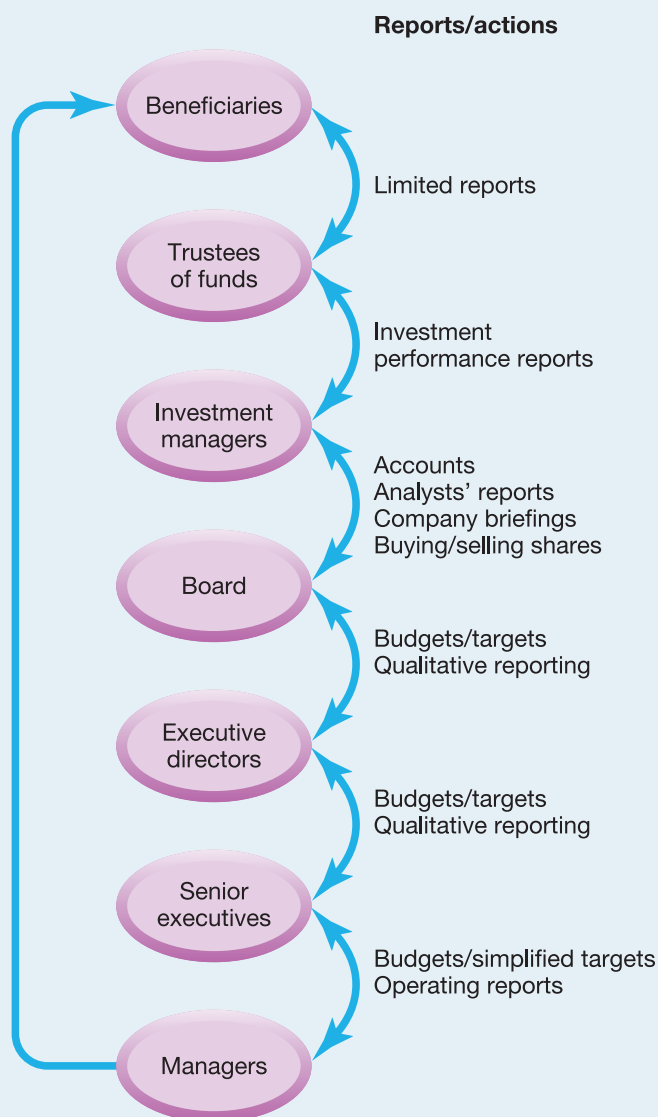 Reports/actions
Beneficiaries
Limited reports
Trustees
of funds
Investment
performance reports
Investment
managers
Accounts
Analysts’ reports
Company briefings
Buying/selling shares
Board
Budgets/targets
Qualitative reporting
Executive
directors
Budgets/targets
Qualitative reporting
Senior
executives
Budgets/simplified targets
Operating reports
Managers